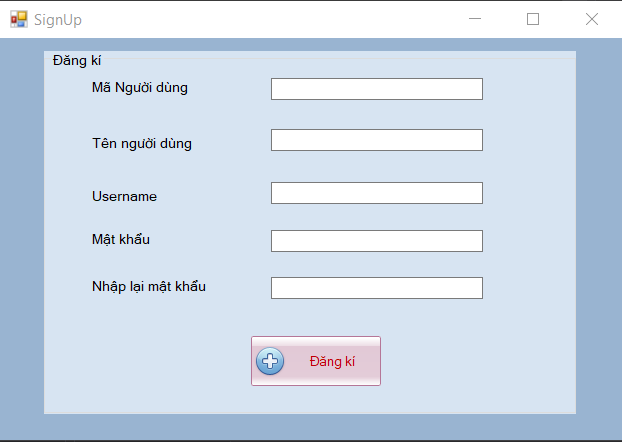 SignUp
Đăng kí
Mã Người dùng
Tên người dùng
Username
Mật khẩu
Nhập lại mật khẩu
Đăng kí